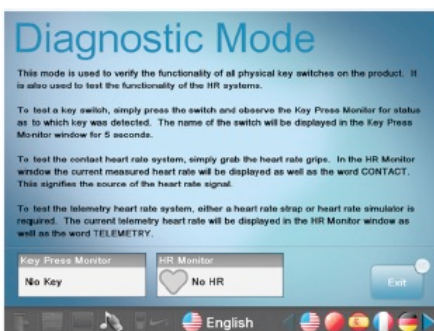 Diagnostic Mode
This mode is used to verify the functionality of all physical key switches on the product. It
is also used to test the functionality of the HR systems.
To test a key switch, simply press the switch and observe the Key Press Monitor for status
as to which key was detected. The name of the switch will be displayed in the Key Press
Monitor window for 5 seconds.
To test the contact heart rate system, simply grab the heart rate grips. In the HR Monitor
window the current measured heart rate will be displayed as well as the word CONTACT.
This signifies the source of the heart rate signal.
To test the telemetry heart rate system, either a heart rate strap or heart rate simulator is
required. The current telemetry heart rate will be displayed in the HR Monitor window as
well as the word TELEMETRY.
Key Press Monitor
No Key
HR Monitor
No HR
Exit
English